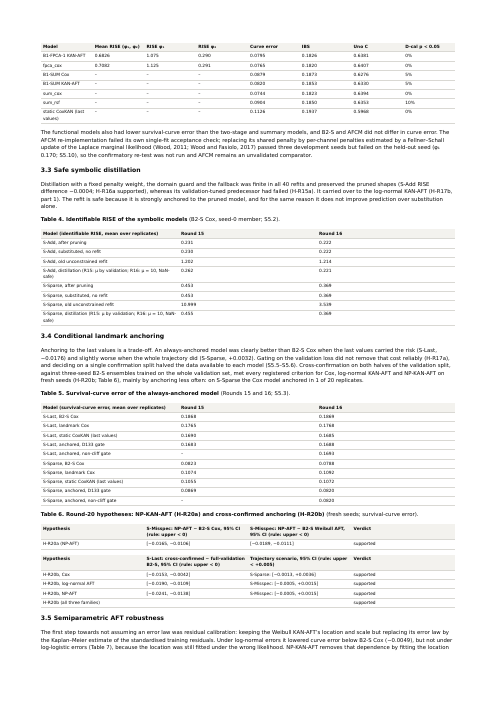 Model Mean RISE (φ₁, φ₂) RISE φ₁ RISE φ₂ Curve error IBS Uno C D-cal p < 0.05
B1-FPCA-1 KAN-AFT 0.6826 1.075 0.290 0.0795 0.1826 0.6381 0%
fpca_cox 0.7082 1.125 0.291 0.0765 0.1820 0.6407 0%
B1-SUM Cox – – – 0.0879 0.1873 0.6276 5%
B1-SUM KAN-AFT – – – 0.0820 0.1853 0.6330 5%
sum_cox – – – 0.0744 0.1823 0.6394 0%
sum_rsf – – – 0.0904 0.1850 0.6353 10%
static CoxKAN (last values) – – – 0.1126 0.1937 0.5968 0%
The functional models also had lower survival-curve error than the two-stage and summary models, and B2-S and AFCM did not differ in curve error. The
AFCM re-implementation failed its own single-fit acceptance check; replacing its shared penalty by per-channel penalties estimated by a Fellner–Schall
update of the Laplace marginal likelihood (Wood, 2011; Wood and Fasiolo, 2017) passed three development seeds but failed on the held-out seed (φ₁
0.170; S5.10), so the confirmatory re-test was not run and AFCM remains an unvalidated comparator.
3.3 Safe symbolic distillation
Distillation with a fixed penalty weight, the domain guard and the fallback was finite in all 40 refits and preserved the pruned shapes (S-Add RISE
difference −0.0004; H-R16a supported), whereas its validation-tuned predecessor had failed (H-R15a). It carried over to the log-normal KAN-AFT (H-R17b,
part 1). The refit is safe because it is strongly anchored to the pruned model, and for the same reason it does not improve prediction over substitution
alone.
Table 4. Identifiable RISE of the symbolic models (B2-S Cox, seed-0 member; S5.2).
Model (identifiable RISE, mean over replicates) Round 15 Round 16
S-Add, after pruning 0.231 0.222
S-Add, substituted, no refit 0.230 0.222
S-Add, old unconstrained refit 1.202 1.214
S-Add, distillation (R15: μ by validation; R16: μ = 10, NaN-safe) 0.262 0.221
S-Sparse, after pruning 0.453 0.369
S-Sparse, substituted, no refit 0.453 0.369
S-Sparse, old unconstrained refit 10.999 3.539
S-Sparse, distillation (R15: μ by validation, R16: μ = 10, NaN-safe) 0.455 0.369
3.4 Conditional landmark anchoring
Anchoring to the last values is a trade-off. An always-anchored model was clearly better than B2-S Cox when the last values carried the risk (S-Last,
−0.0176) and slightly worse when the whole trajectory did (S-Sparse, +0.0032). Gating on the validation loss did not remove that cost reliably (H-R17a),
and deciding on a single confirmation split halved the data available to each model (S5.5–S5.6). Cross-confirmation on both halves of the validation split,
against three-seed B2-S ensembles trained on the whole validation set, met every registered criterion for Cox, log-normal KAN-AFT and NP-KAN-AFT on
fresh seeds (H-R20b; Table 6), mainly by anchoring less often: on S-Sparse the Cox model anchored in 1 of 20 replicates.
Table 5. Survival-curve error of the always-anchored model (Rounds 15 and 16; S5.3).
Model (survival-curve error, mean over replicates) Round 15 Round 16
S-Last, B2-S Cox 0.1868 0.1869
S-Last, landmark Cox 0.1765 0.1768
S-Last, static CoxKAN (last values) 0.1690 0.1685
S-Last, anchored, D133 gate 0.1683 0.1688
S-Last, anchored, non-cliff gate – 0.1693
S-Sparse, B2-S Cox 0.0823 0.0788
S-Sparse, landmark Cox 0.1074 0.1092
S-Sparse, static CoxKAN (last values) 0.1055 0.1072
S-Sparse, anchored, D133 gate 0.0869 0.0820
S-Sparse, anchored, non-cliff gate – 0.0820
Table 6. Round-20 hypotheses: NP-KAN-AFT (H-R20a) and cross-confirmed anchoring (H-R20b) (fresh seeds; survival-curve error).
Hypothesis S-Misspec: NP-AFT − B2-S Cox, 95% CI (rule: upper < 0) S-Misspec: NP-AFT − B2-S Weibull AFT, 95% CI (rule: upper < 0) Verdict
H-R20a (NP-AFT) [−0.0165, −0.0106] [−0.0189, −0.0111] supported
Hypothesis S-Last: cross-confirmed − full-validation B2-S, 95% CI (rule: upper < 0) Trajectory scenario, 95% CI (rule: upper < +0.005) Verdict
H-R20b, Cox [−0.0153, −0.0042] S-Sparse: [−0.0013, +0.0036] supported
H-R20b, log-normal AFT [−0.0190, −0.0109] S-Misspec: [−0.0005, +0.0015] supported
H-R20b, NP-AFT [−0.0241, −0.0138] S-Misspec: [−0.0005, +0.0015] supported
H-R20b (all three families) supported
3.5 Semiparametric AFT robustness
The first step towards not assuming an error law was residual calibration: keeping the Weibull KAN-AFT's location and scale but replacing its error law by
the Kaplan–Meier estimate of the standardised training residuals. Under log-normal errors it lowered curve error below B2-S Cox (−0.0049), but not under
log-logistic errors (Table 7), because the location was still fitted under the wrong likelihood. NP-KAN-AFT removes that dependence by fitting the location